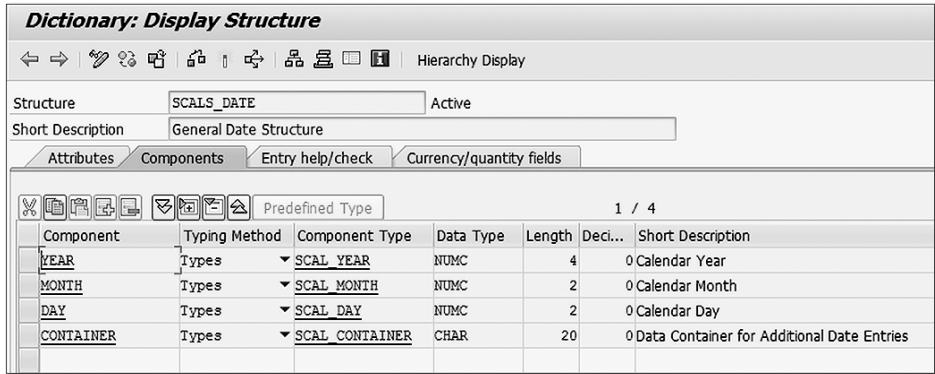 Dictionary: Display Structure
Hierarchy Display
Structure SCALS_DATE Active
Short Description General Date Structure
Attributes Components Entry help/check Currency/quantity fields
Predefined Type 1 / 4
Component Typing Method Component Type Data Type Length Deci... Short Description
YEAR Types SCAL_YEAR NUMC 4 0 Calendar Year
MONTH Types SCAL_MONTH NUMC 2 0 Calendar Month
DAY Types SCAL_DAY NUMC 2 0 Calendar Day
CONTAINER Types SCAL_CONTAINER CHAR 20 0 Data Container for Additional Date Entries